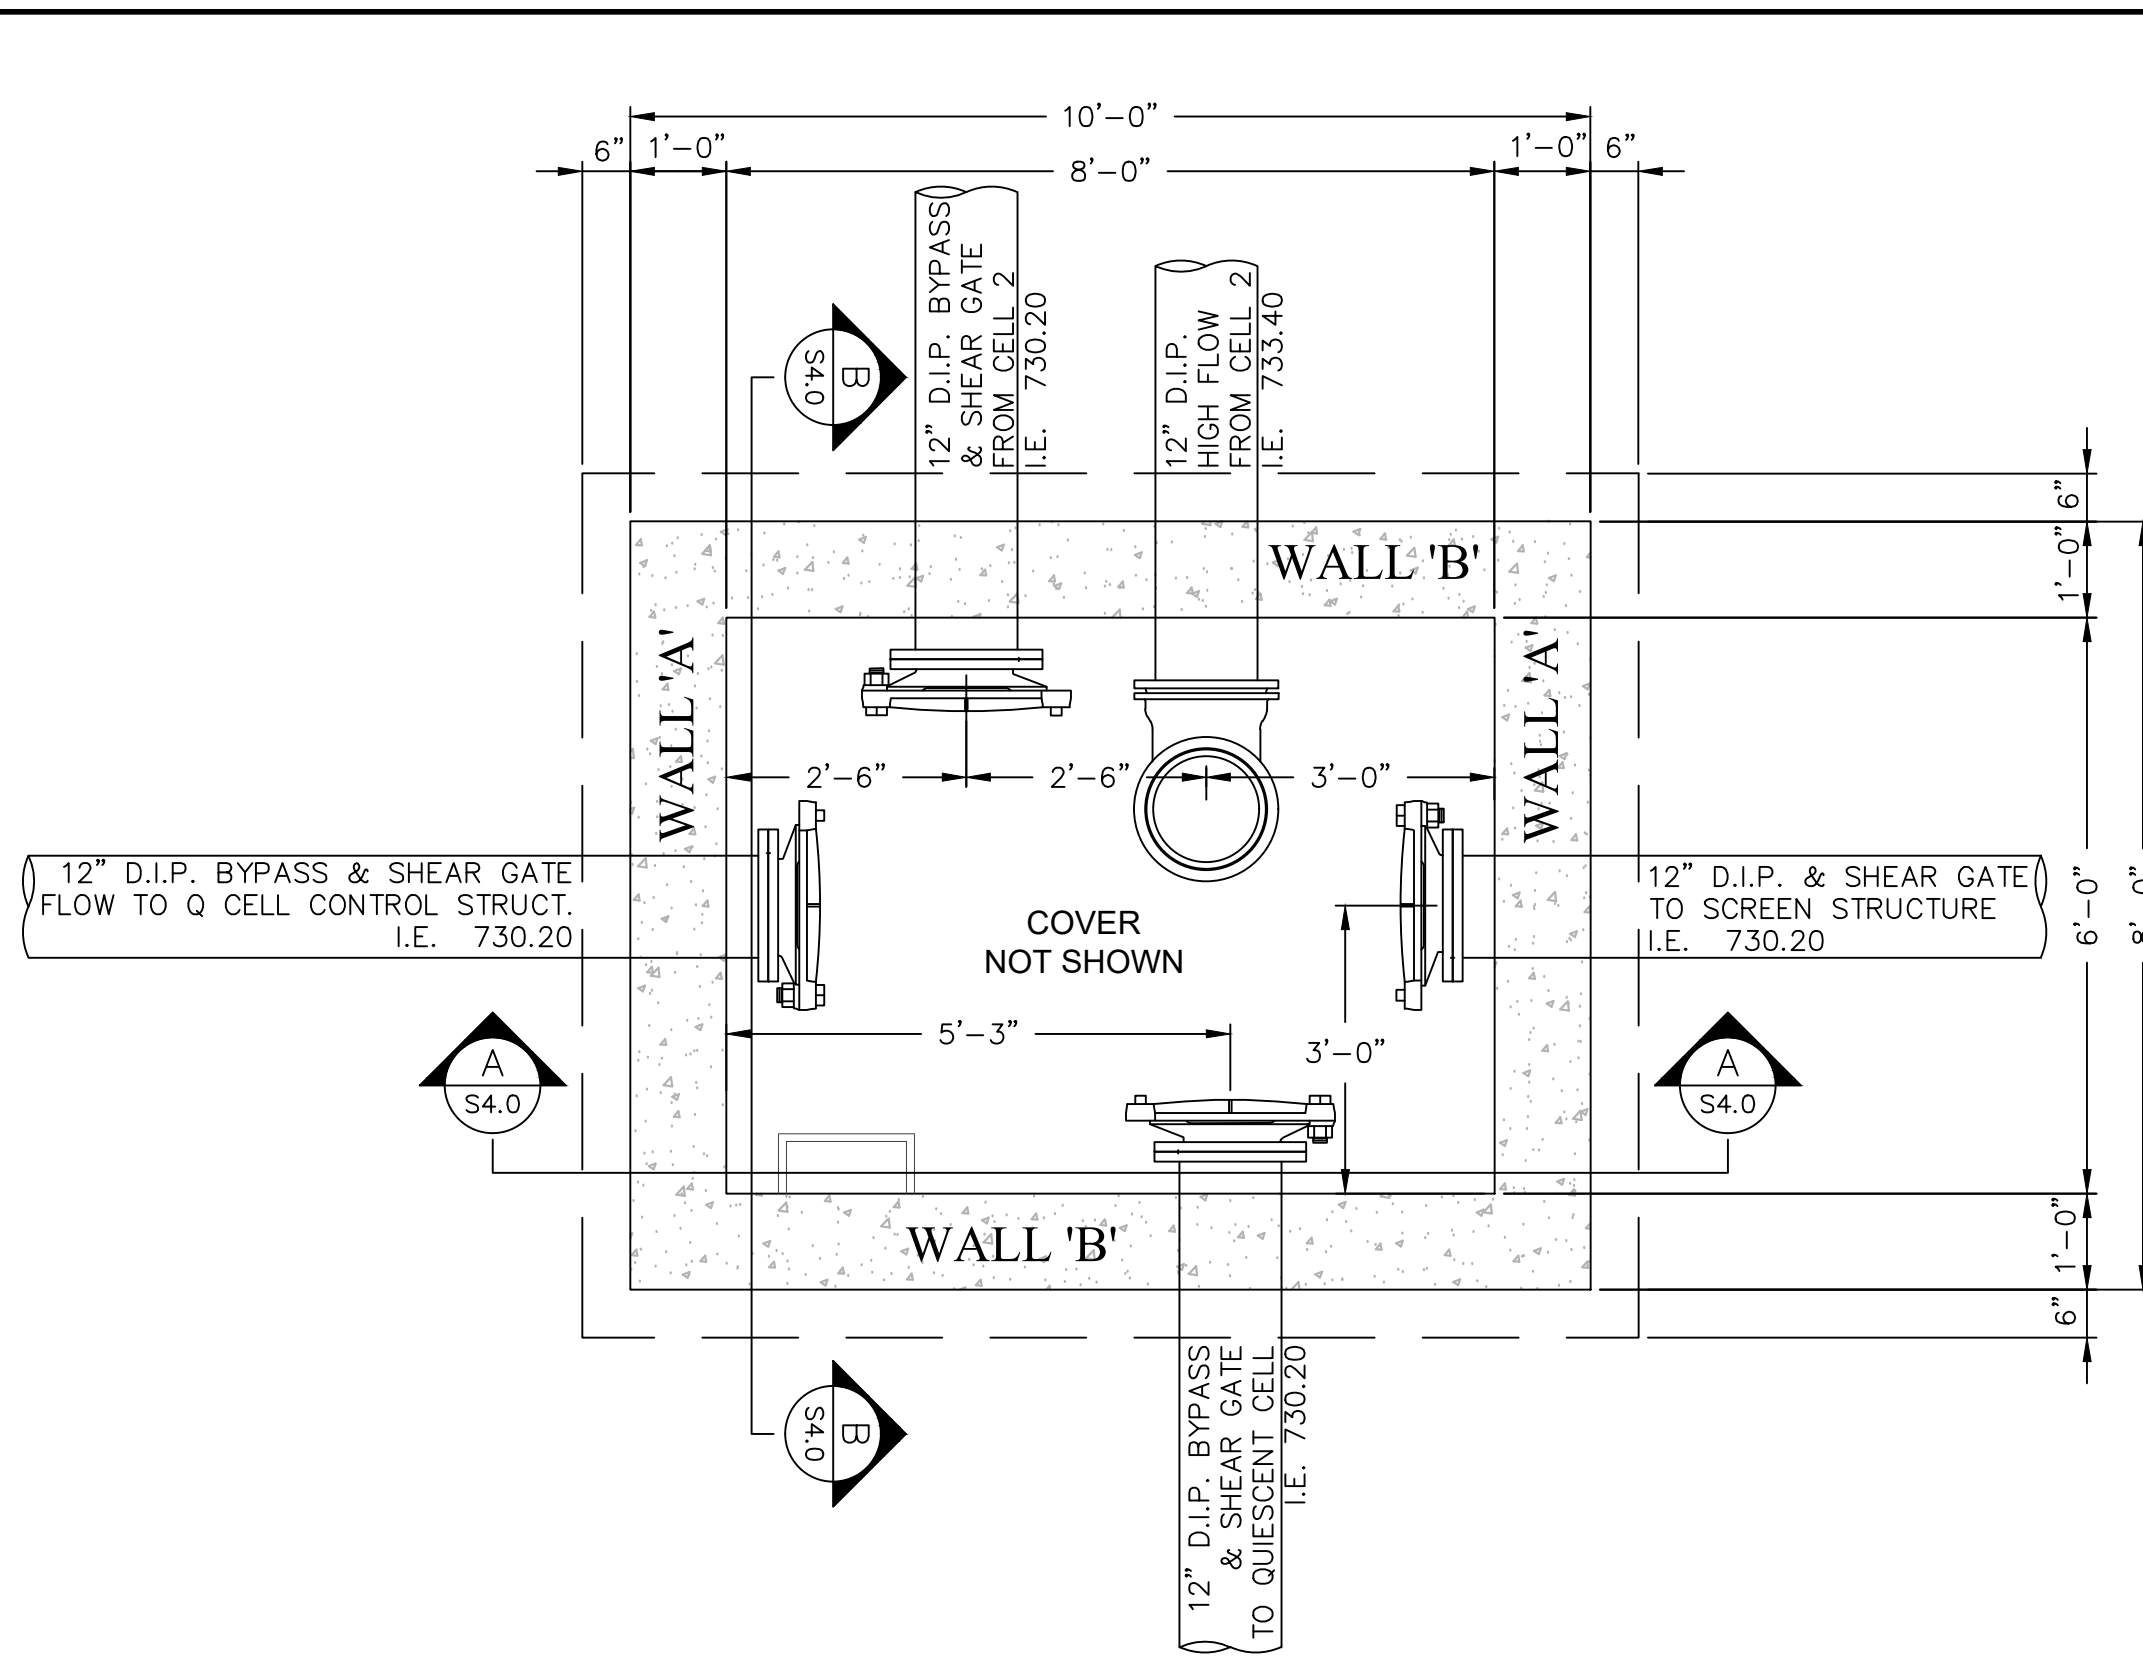 10'-0"
6" 1'-0" 8'-0" 1'-0" 6"
12" D.I.P. BYPASS
& SHEAR GATE
FROM CELL 2
I.E. 730.20
12" D.I.P.
HIGH FLOW
FROM CELL 2
I.E. 733.40
B
S4.0
6"
1'-0"
WALL 'B'
WALL 'A'
WALL 'A'
2'-6" 2'-6" 3'-0"
12" D.I.P. BYPASS & SHEAR GATE
FLOW TO Q CELL CONTROL STRUCT.
I.E. 730.20
COVER
NOT SHOWN
12" D.I.P. & SHEAR GATE
TO SCREEN STRUCTURE
I.E. 730.20
6'-0"
5'-3"
3'-0"
A
S4.0
A
S4.0
WALL 'B'
1'-0"
6"
B
S4.0
12" D.I.P. BYPASS
& SHEAR GATE
TO QUIESCENT CELL
I.E. 730.20